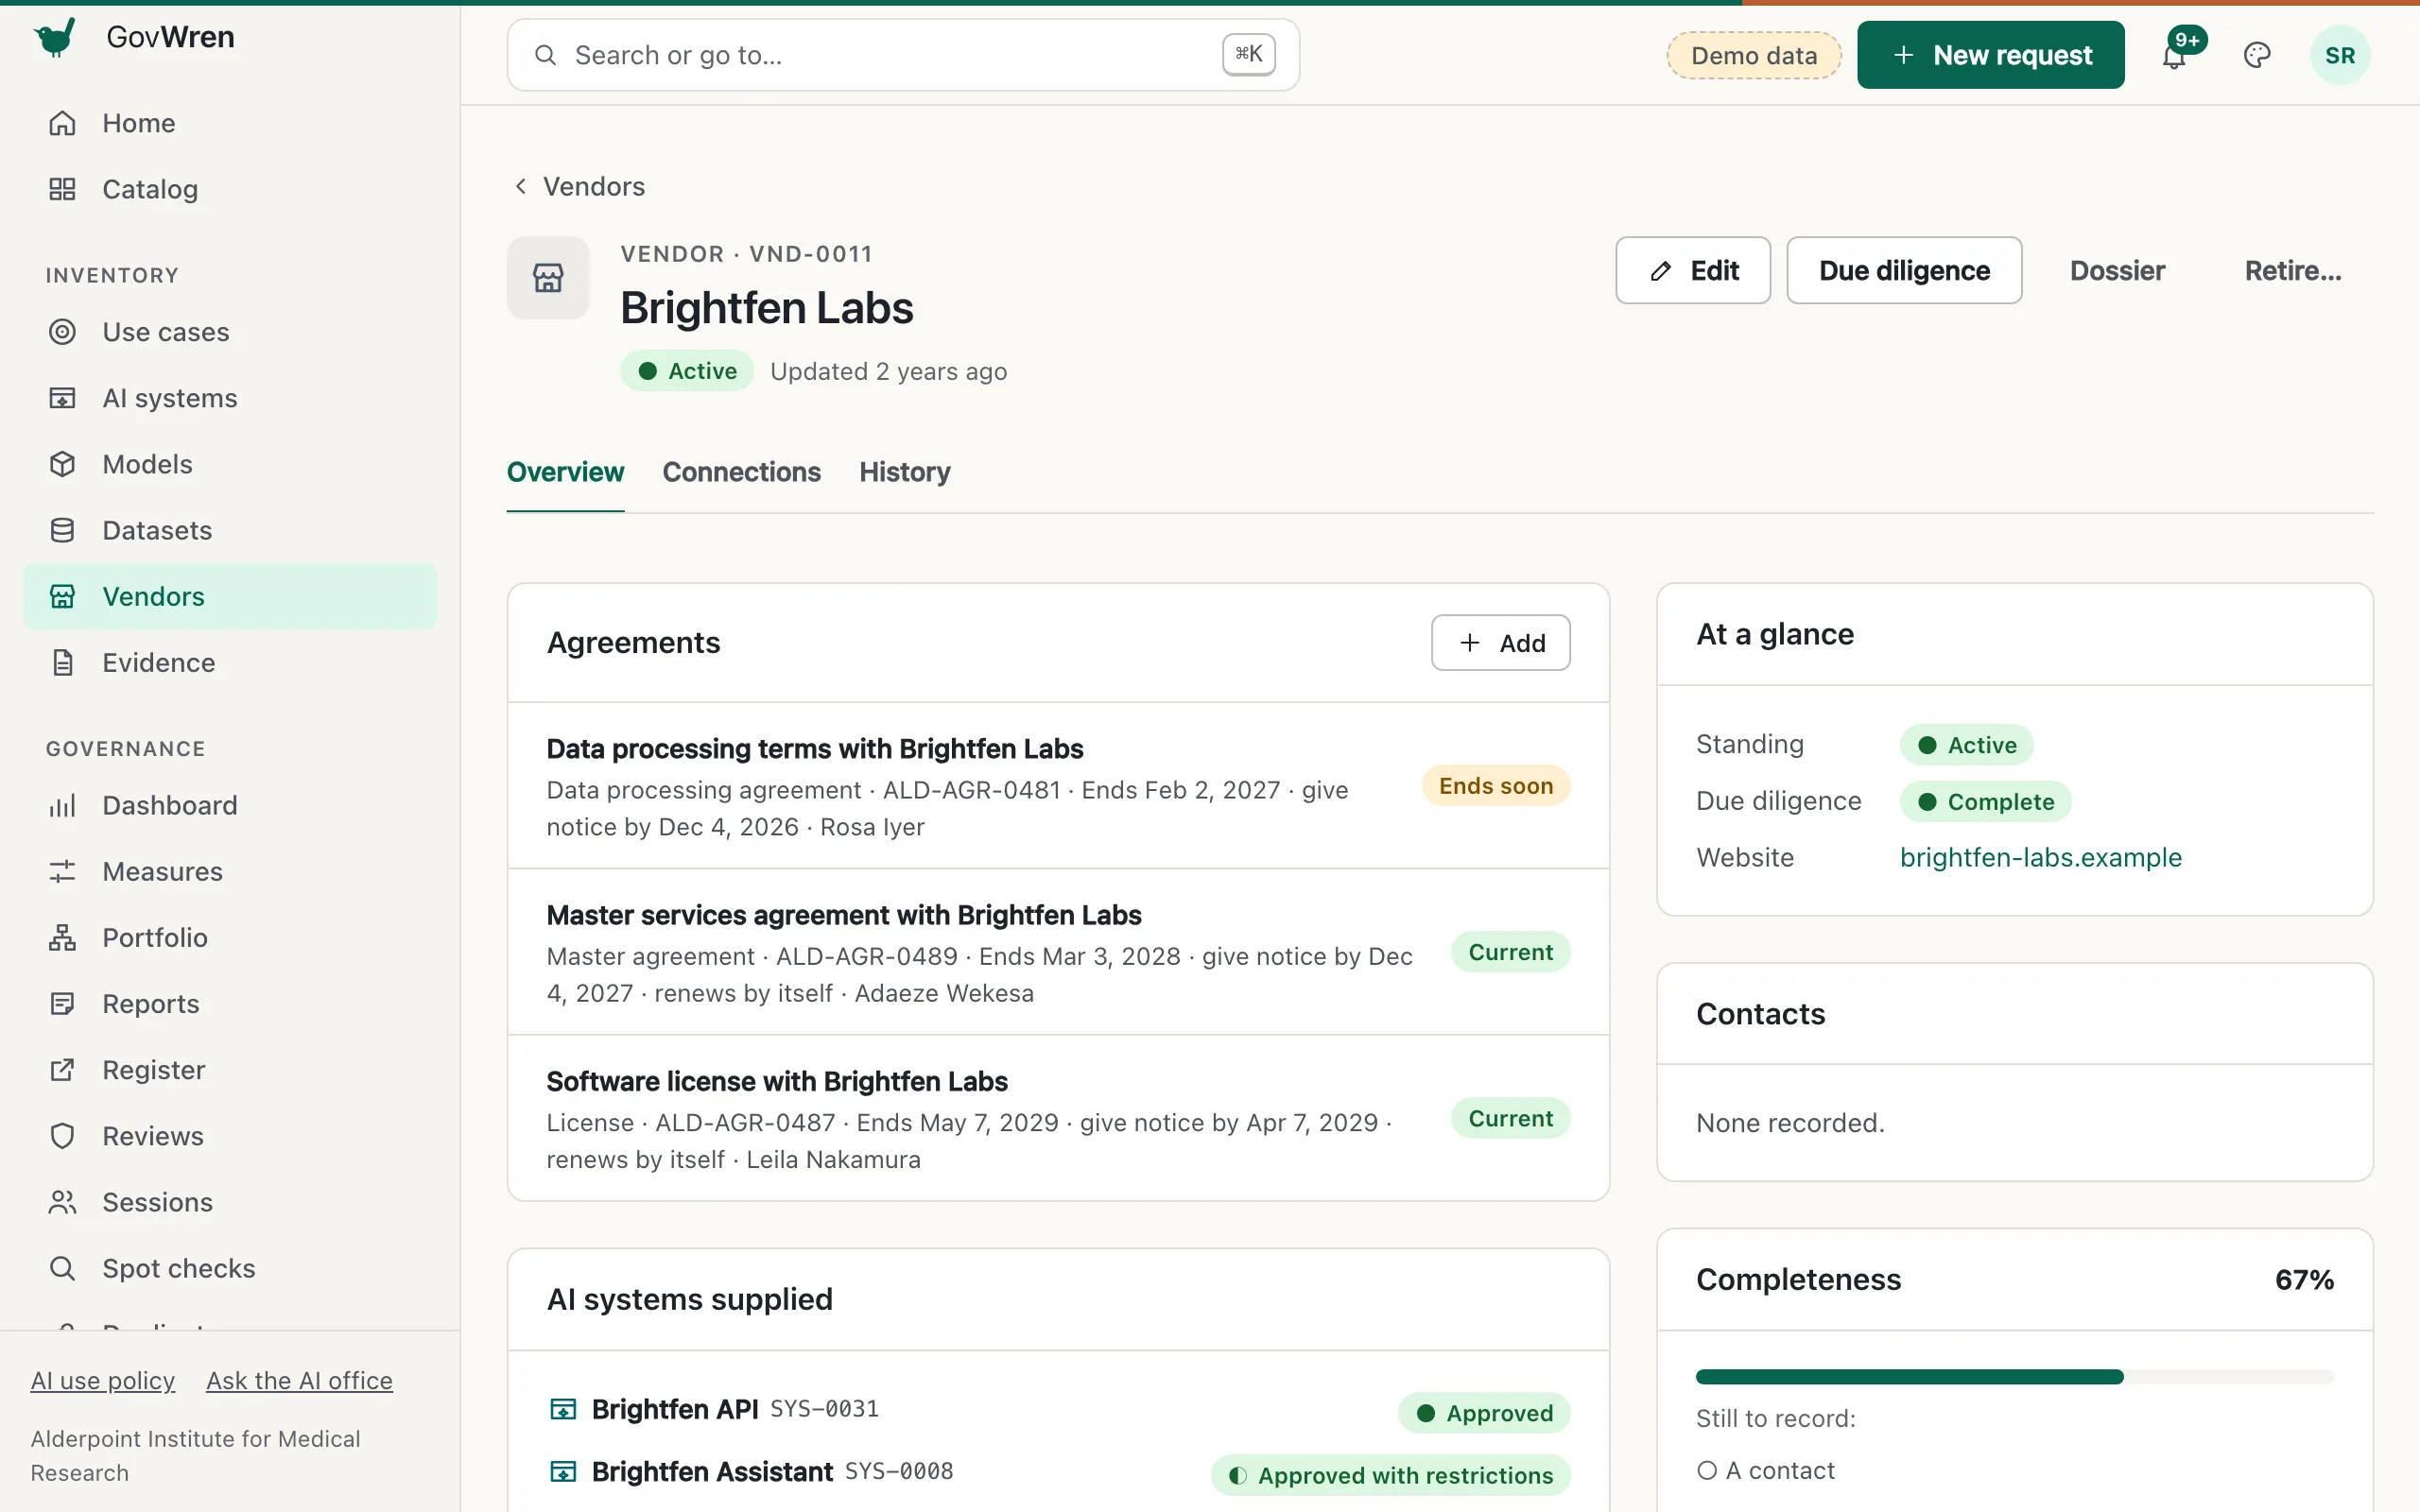 GovWren
Search or go to...
⌘K
Demo data
+ New request
9+
SR
Home
Catalog
INVENTORY
Use cases
AI systems
Models
Datasets
Vendors
Evidence
GOVERNANCE
Dashboard
Measures
Portfolio
Reports
Register
Reviews
Sessions
Spot checks
AI use policy
Ask the AI office
Alderpoint Institute for Medical
Research
Vendors
VENDOR · VND-0011
Brightfen Labs
Active
Updated 2 years ago
Edit
Due diligence
Dossier
Retire...
Overview
Connections
History
Agreements
+ Add
Data processing terms with Brightfen Labs
Data processing agreement · ALD-AGR-0481 · Ends Feb 2, 2027 · give
notice by Dec 4, 2026 · Rosa Iyer
Ends soon
Master services agreement with Brightfen Labs
Master agreement · ALD-AGR-0489 · Ends Mar 3, 2028 · give notice by Dec
4, 2027 · renews by itself · Adaeze Wekesa
Current
Software license with Brightfen Labs
License · ALD-AGR-0487 · Ends May 7, 2029 · give notice by Apr 7, 2029 ·
renews by itself · Leila Nakamura
Current
AI systems supplied
Brightfen API SYS-0031
Approved
Brightfen Assistant SYS-0008
Approved with restrictions
At a glance
Standing
Active
Due diligence
Complete
Website
brightfen-labs.example
Contacts
None recorded.
Completeness
67%
Still to record:
A contact